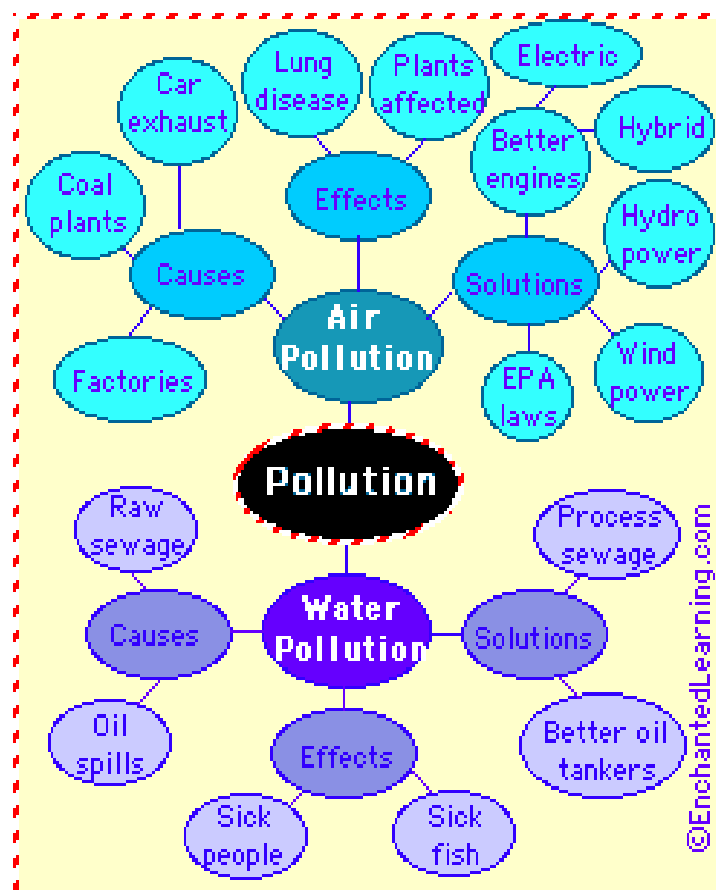 Car
exhaust
Lung
disease
Plants
affected
Electric
Hybrid
Better
engines
Coal
plants
Effects
Hydro
power
Causes
Solutions
Air
Pollution
Factories
EPA
laws
Wind
power
Pollution
Raw
sewage
Process
sewage
Water
Pollution
Causes
Solutions
Oil
spills
Effects
Better oil
tankers
Sick
people
Sick
fish
©EnchantedLearning.com